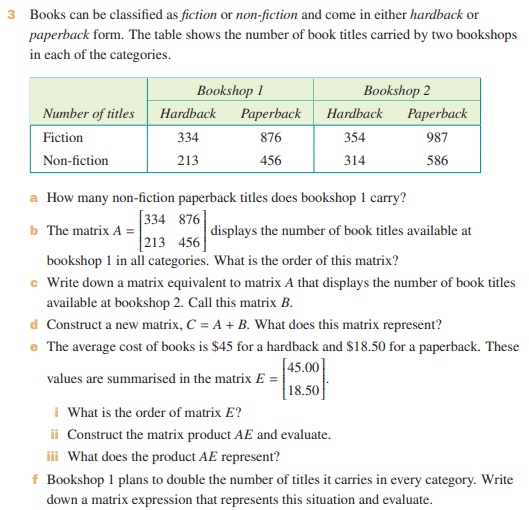 3 Books can be classified as fiction or non-fiction and come in either hardback or
paperback form. The table shows the number of book titles carried by two bookshops
in each of the categories.
Bookshop 1 Bookshop 2
Number of titles Hardback Paperback Hardback Paperback
Fiction 334 876 354 987
Non-fiction 213 456 314 586
a How many non-fiction paperback titles does bookshop 1 carry?
b The matrix A = [334 876
213 456] displays the number of book titles available at
bookshop 1 in all categories. What is the order of this matrix?
c Write down a matrix equivalent to matrix A that displays the number of book titles
available at bookshop 2. Call this matrix B.
d Construct a new matrix, C = A + B. What does this matrix represent?
e The average cost of books is $45 for a hardback and $18.50 for a paperback. These
values are summarised in the matrix E = [45.00
18.50].
i What is the order of matrix E?
ii Construct the matrix product AE and evaluate.
iii What does the product AE represent?
f Bookshop 1 plans to double the number of titles it carries in every category. Write
down a matrix expression that represents this situation and evaluate.